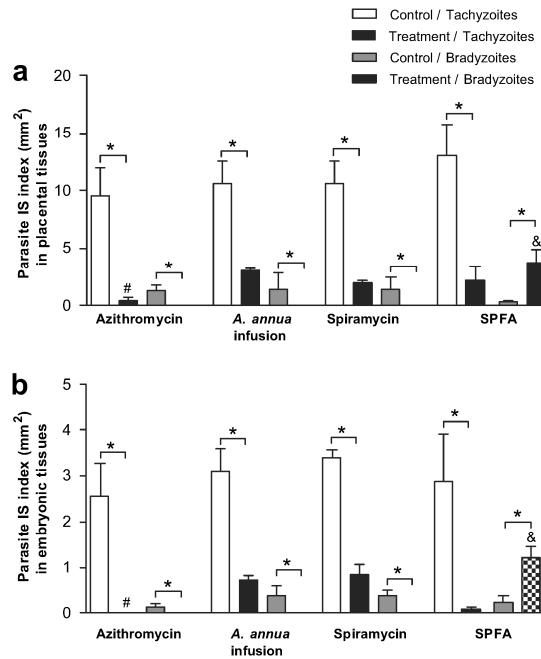 Control / Tachyzoites
Treatment / Tachyzoites
Control / Bradyzoites
Treatment / Bradyzoites
a
Parasite IS index (mm²)
in placental tissues
20
15
10
5
0
* # * * * * * * * &
Azithromycin A. annua infusion Spiramycin SPFA
b
Parasite IS index (mm²)
in embryonic tissues
5
4
3
2
1
0
* # * * * * * * * &
Azithromycin A. annua infusion Spiramycin SPFA